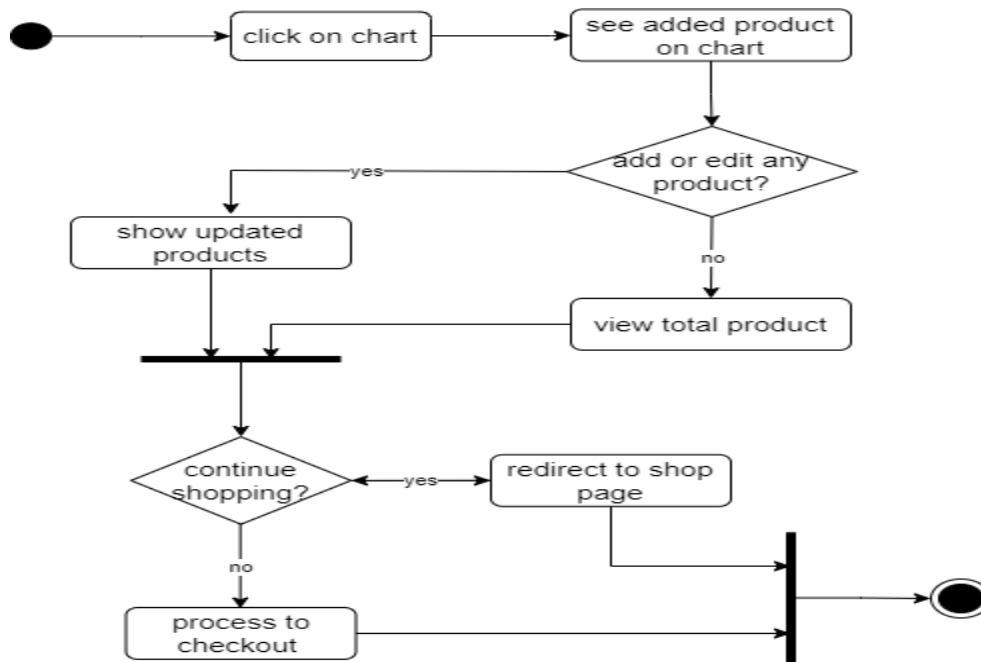 click on chart
see added product
on chart
add or edit any
product?
yes
show updated
products
no
view total product
continue
shopping?
yes
redirect to shop
page
no
process to
checkout